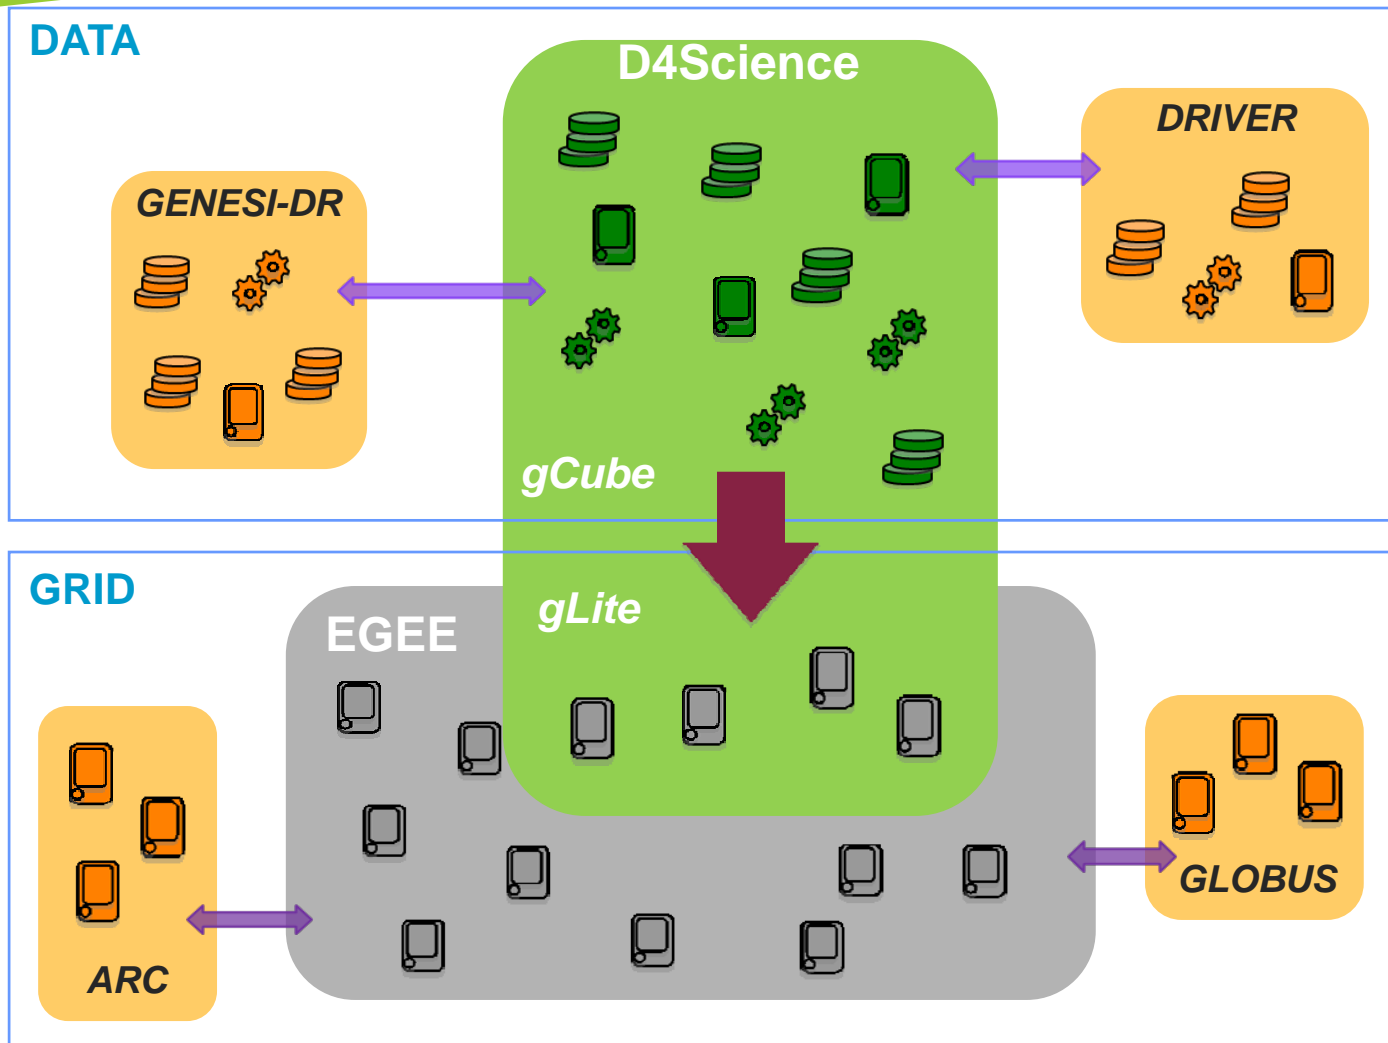 DATA
D4Science
DRIVER
GENESI-DR
gCube
GRID
gLite
EGEE
GLOBUS
ARC